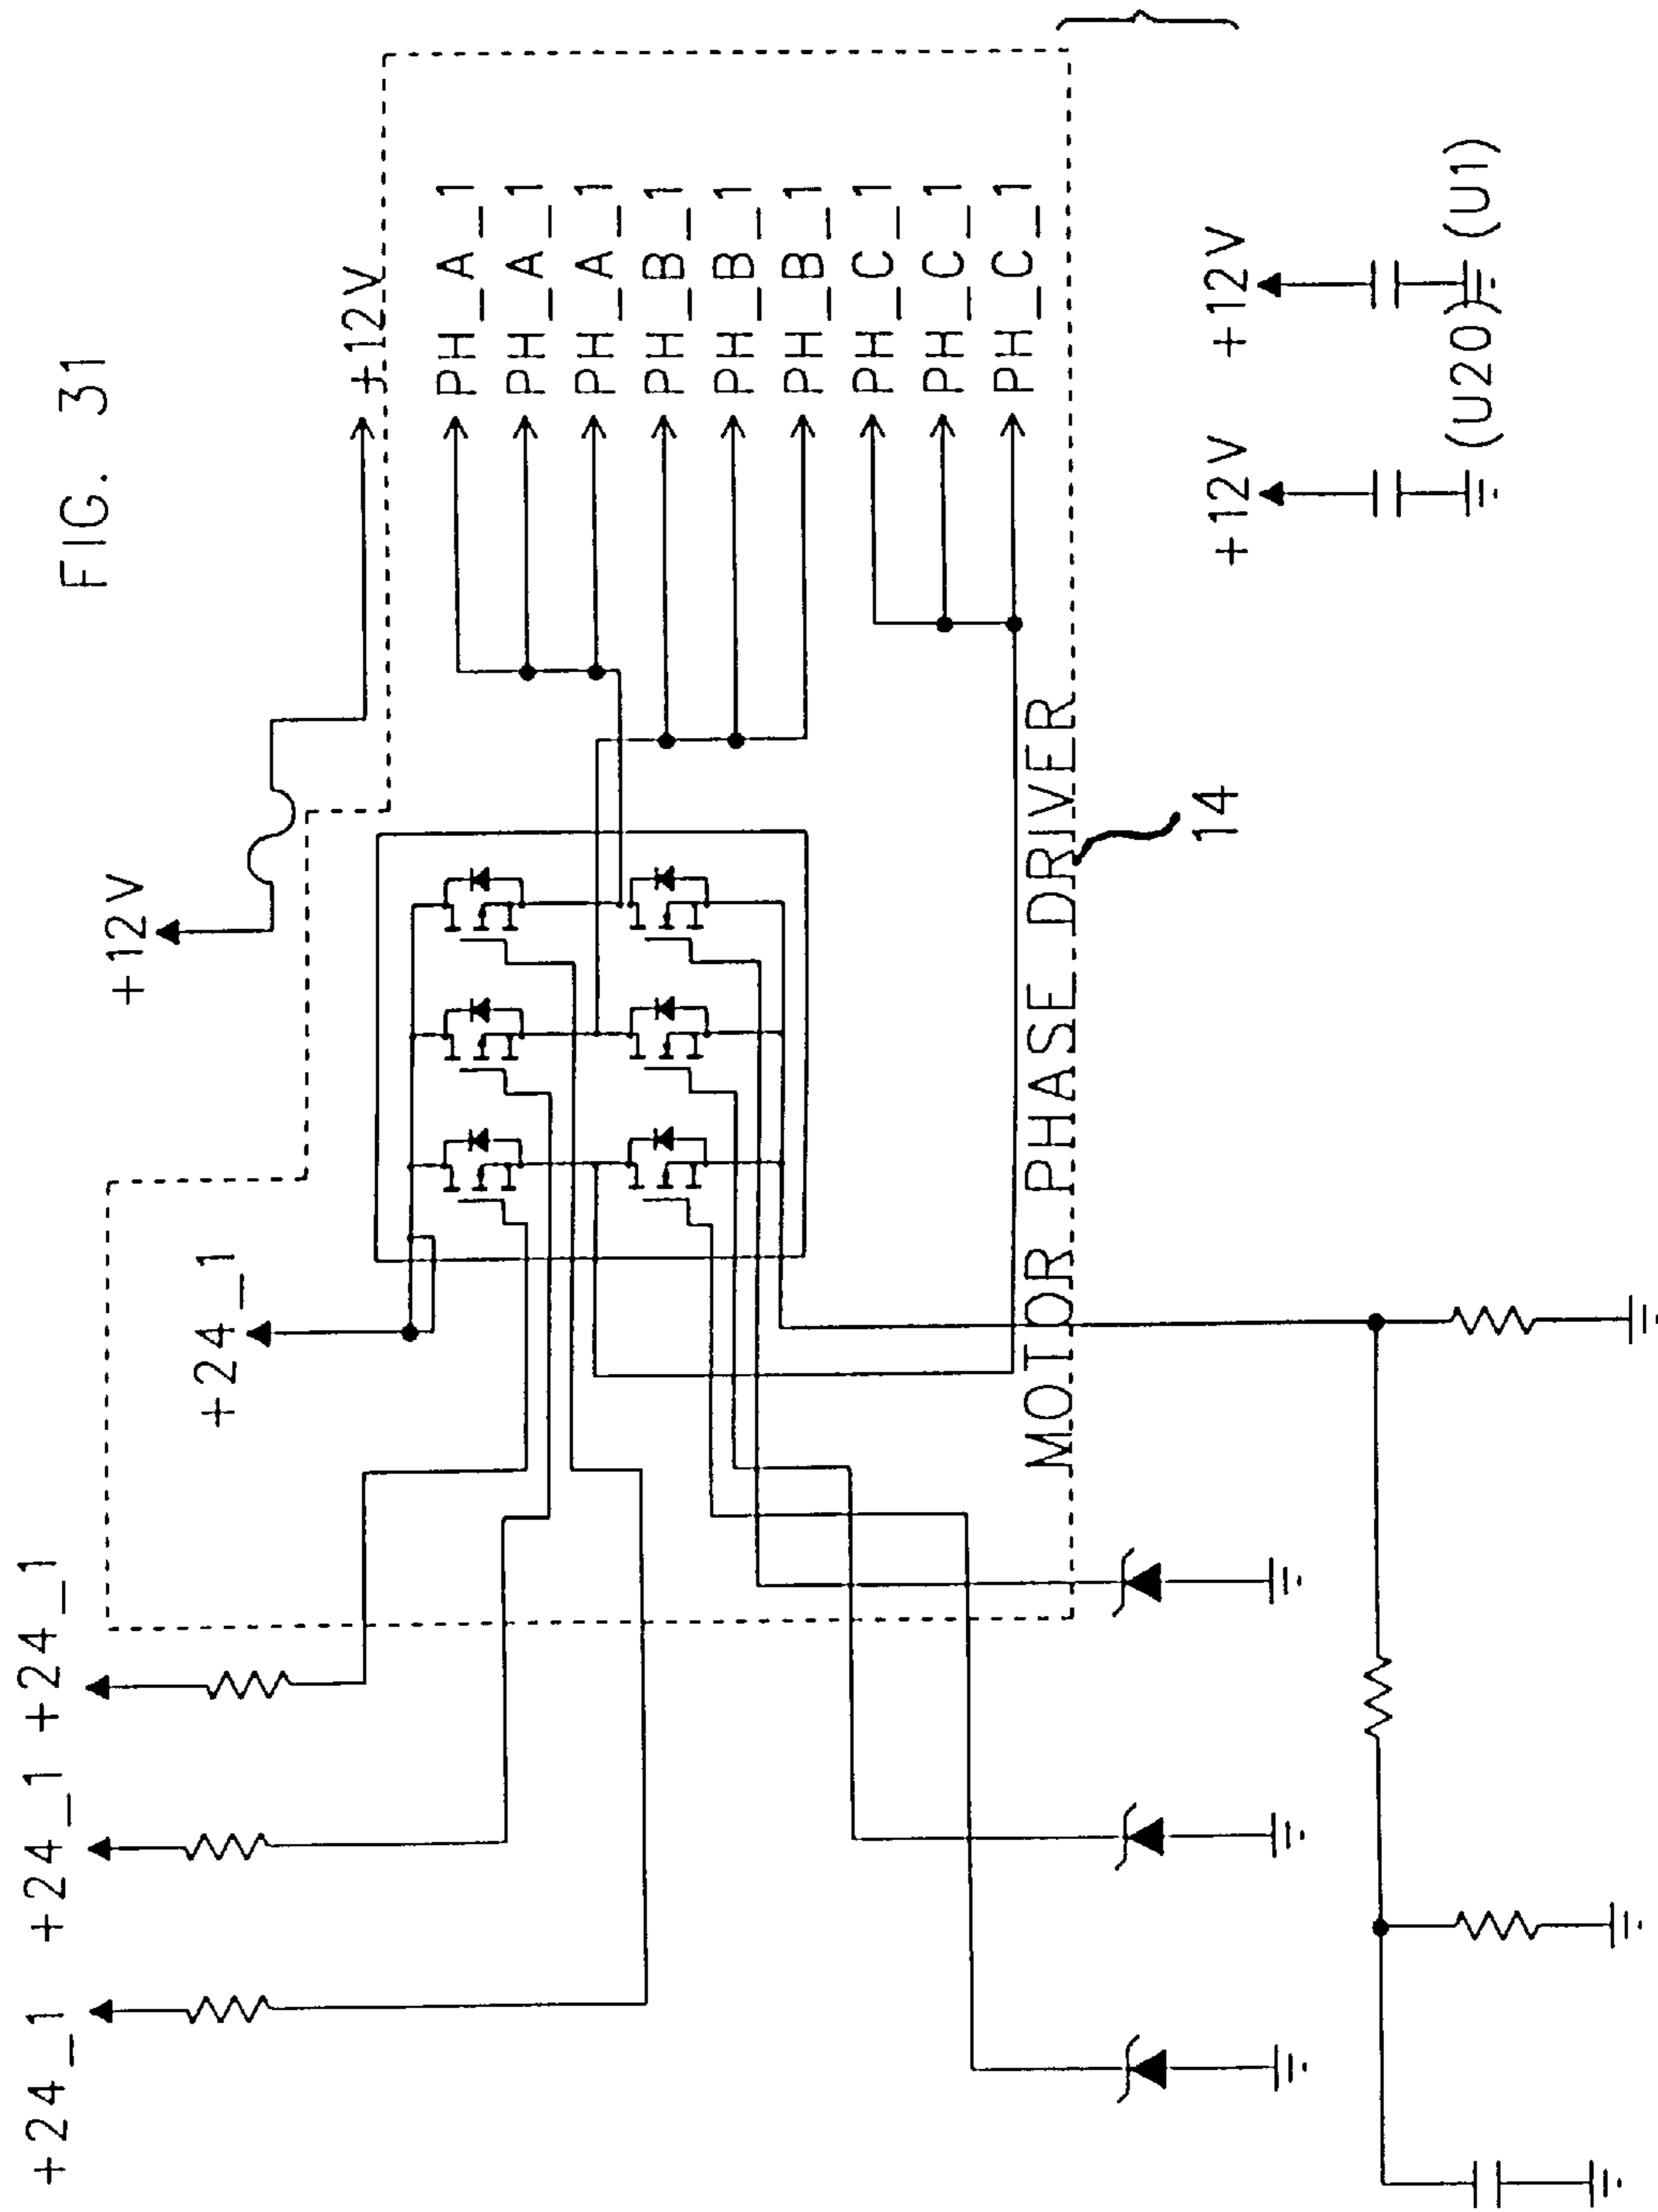 FIG. 31
+24_1
+24_1
+24_1
+24_1
+12V
+12V
PH_A_1
PH_A_1
PH_A_1
PH_B_1
PH_B_1
PH_B_1
PH_C_1
PH_C_1
PH_C_1
MOTOR PHASE DRIVER
14
+12V
+12V
(U20)
(U1)